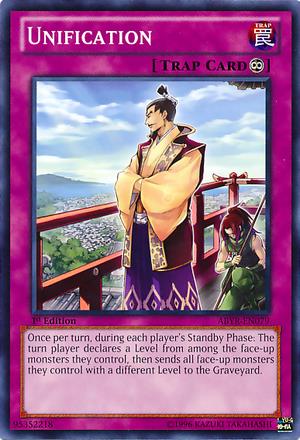 UNIFICATION
TRAP
罠
[TRAP CARD∞]
1st Edition
ABYR-EN079
Once per turn, during each player's Standby Phase: The
turn player declares a Level from among the face-up
monsters they control, then sends all face-up monsters
they control with a different Level to the Graveyard.
95352218
©1996 KAZUKI TAKAHASHI